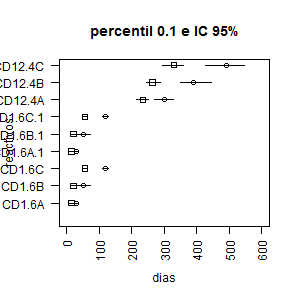 percentil 0.1 e IC 95%
CD12.4C
CD12.4B
CD12.4A
CD1.6C.1
CD1.6B.1
CD1.6A.1
CD1.6C
CD1.6B
CD1.6A
0 100 200 300 400 500 600
dias